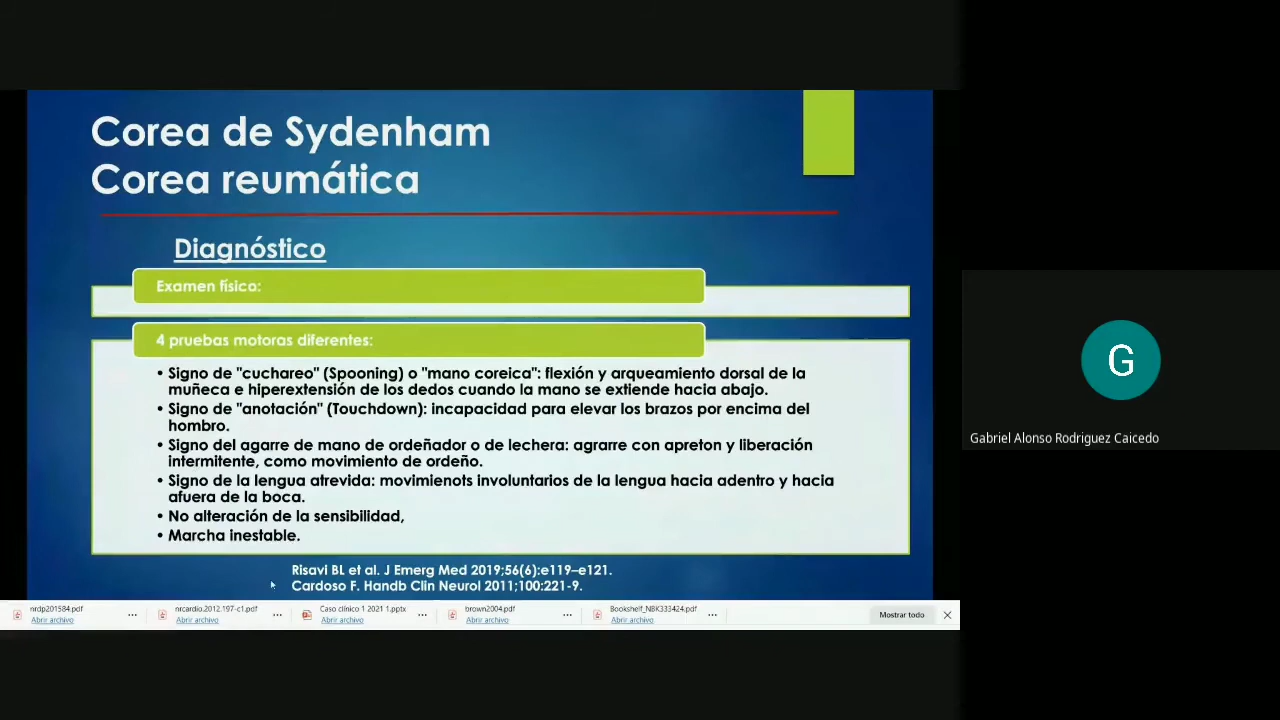 Corea de Sydenham
Corea reumática
Diagnóstico
Examen físico:
4 pruebas motoras diferentes:
• Signo de "cuchareo" (Spooning) o "mano coreica": flexión y arqueamiento dorsal de la
muñeca e hiperextensión de los dedos cuando la mano se extiende hacia abajo.
• Signo de "anotación" (Touchdown): incapacidad para elevar los brazos por encima del
hombro.
• Signo del agarre de mano de ordeñador o de lechera: agrarre con apreton y liberación
intermitente, como movimiento de ordeño.
• Signo de la lengua atrevida: movimienots involuntarios de la lengua hacia adentro y hacia
afuera de la boca.
• No alteración de la sensibilidad,
• Marcha inestable.
Risavi BL et al. J Emerg Med 2019;56(6):e119–e121.
Cardoso F. Handb Clin Neurol 2011;100:221-9.
nrdp201584.pdf
Abrir archivo
nrcardio.2012.197-c1.pdf
Abrir archivo
Caso clínico 1 2021 1.pptx
Abrir archivo
brown2004.pdf
Abrir archivo
Bookshelf_NBK333424.pdf
Abrir archivo
Mostrar todo
G
Gabriel Alonso Rodriguez Caicedo